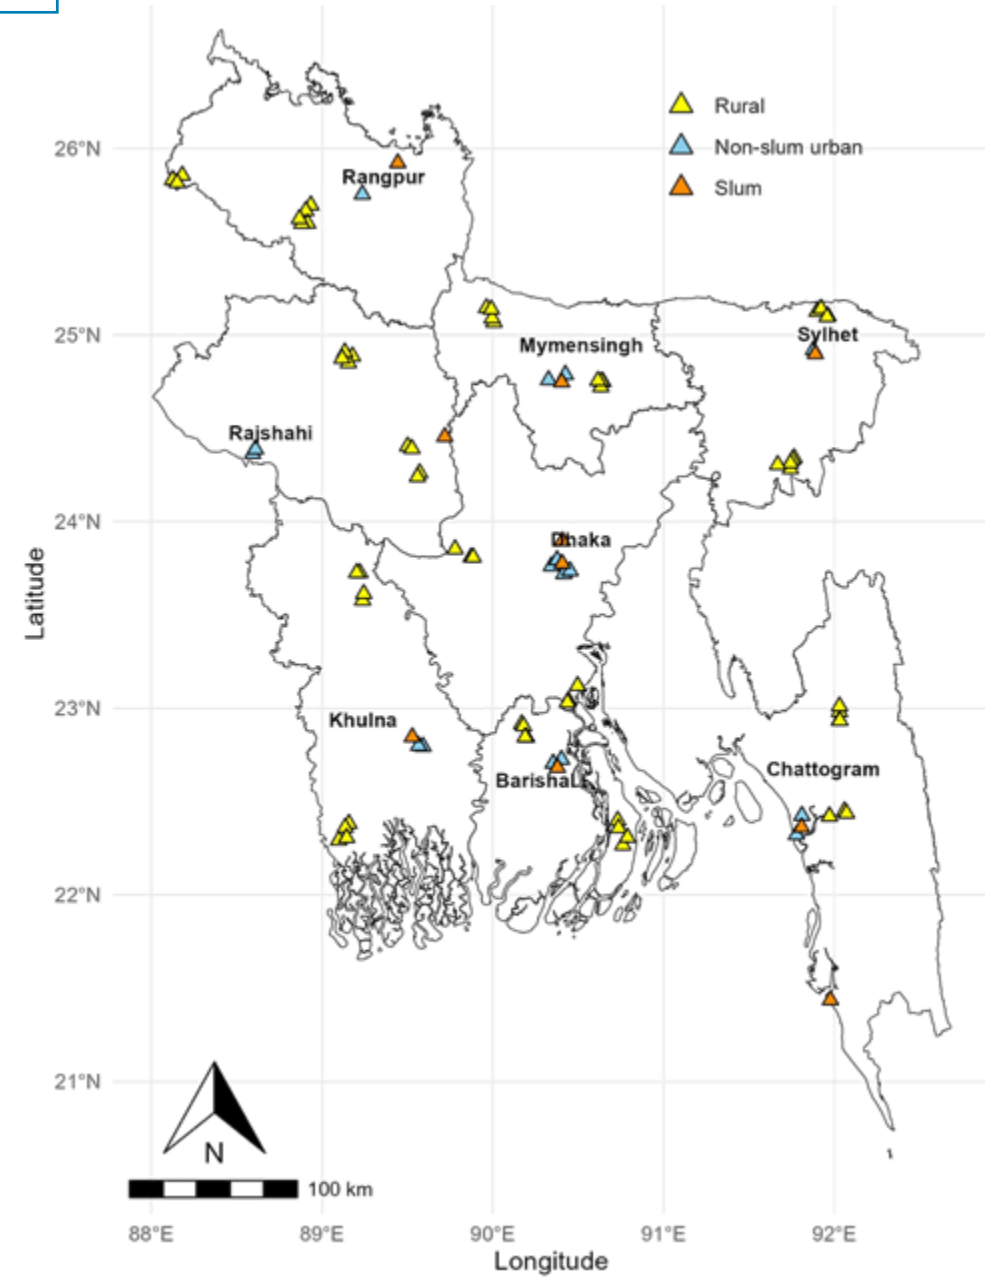 Rural
Non-slum urban
Slum
26°N
Rangpur
25°N
Sylhet
Mymensingh
Rajshahi
24°N
Dhaka
Latitude
23°N
Khulna
Chattogram
Barishal
22°N
21°N
N
100 km
88°E 89°E 90°E 91°E 92°E
Longitude